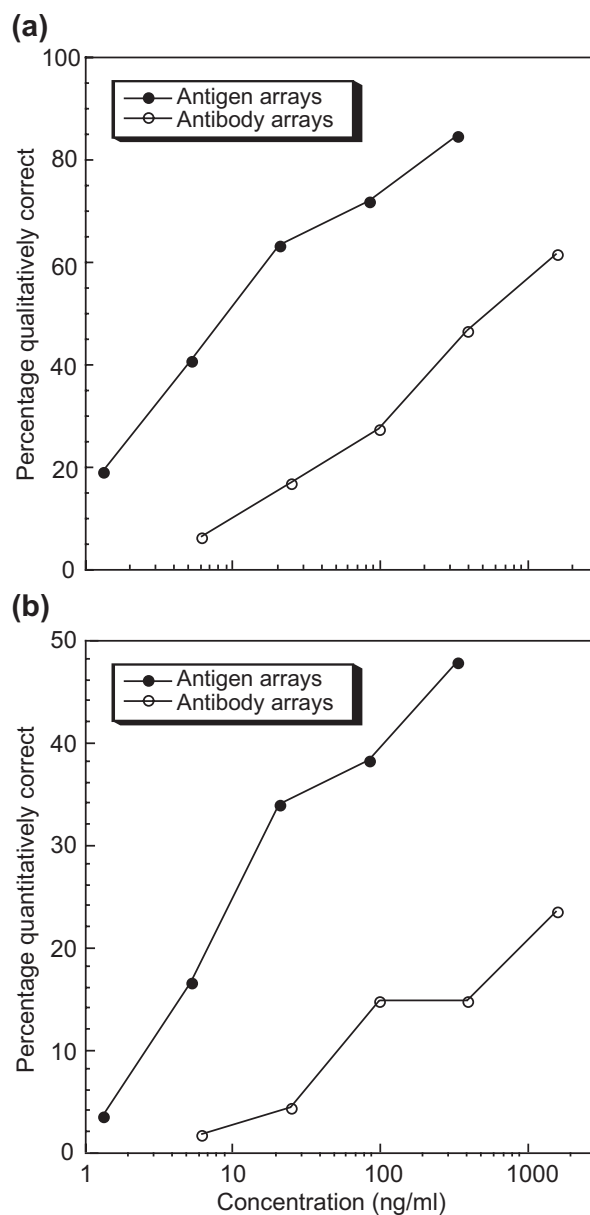 (a)
100
80
60
40
20
0
Percentage qualitatively correct
Antigen arrays
Antibody arrays
(b)
50
40
30
20
10
0
Percentage quantitatively correct
Antigen arrays
Antibody arrays
1 10 100 1000
Concentration (ng/ml)